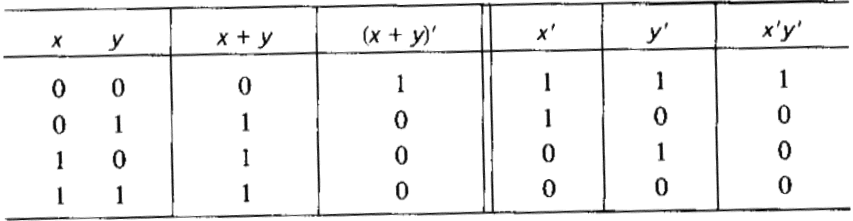 x y x + y (x + y)′ x′ y′ x′y′
0 0 0 1 1 1 1
0 1 1 0 1 0 0
1 0 1 0 0 1 0
1 1 1 0 0 0 0